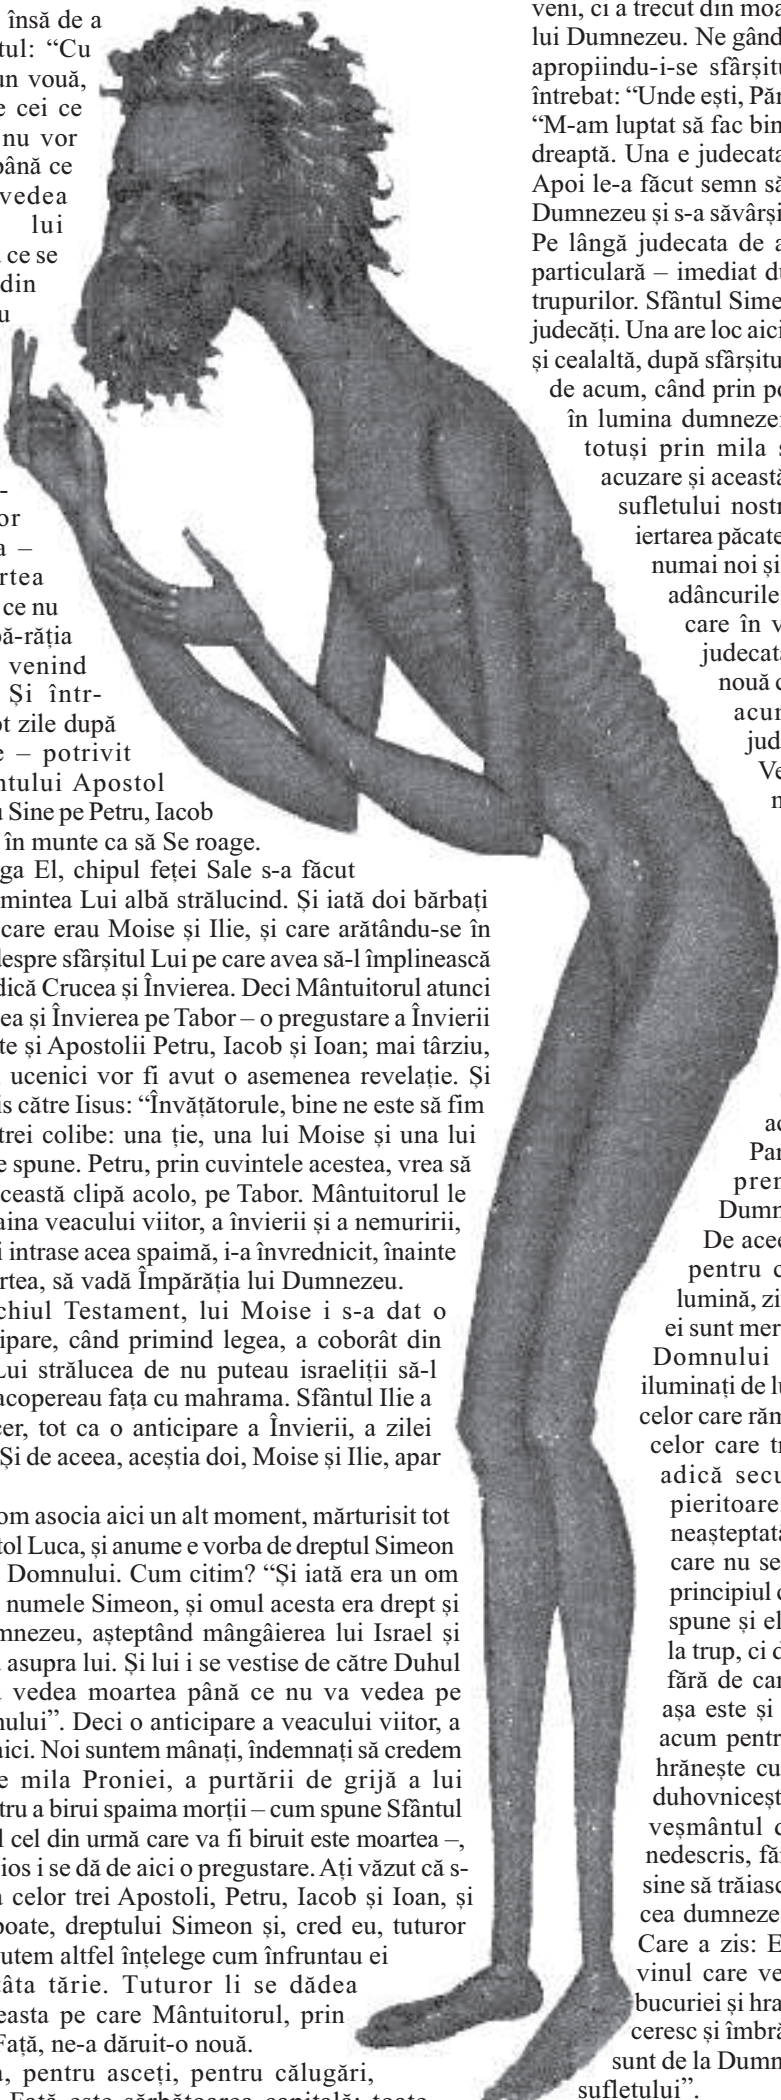 însă de a
tul: “Cu
un vouă,
e cei ce
nu vor
până ce
vedea
lui
ce se
din
u
-
or
a –
rtea
ce nu
pă-răția
venind
Și într-
ot zile după
e – potrivit
ntului Apostol
u Sine pe Petru, Iacob
în munte ca să Se roage.
ga El, chipul feței Sale s-a făcut
mintea Lui albă strălucind. Și iată doi bărbați
care erau Moise și Ilie, și care arătându-se în
despre sfârșitul Lui pe care avea să-l împlinească
dică Crucea și Învierea. Deci Mântuitorul atunci
ea și Învierea pe Tabor – o pregustare a Învierii
te și Apostolii Petru, Iacob și Ioan; mai târziu,
ucenici vor fi avut o asemenea revelație. Și
is către Iisus: “Învățătorule, bine ne este să fim
trei colibe: una ție, una lui Moise și una lui
e spune. Petru, prin cuvintele acestea, vrea să
ceastă clipă acolo, pe Tabor. Mântuitorul le
aina veacului viitor, a învierii și a nemuririi,
i intrase acea spaimă, i-a învrednicit, înainte
rtea, să vadă Împărăția lui Dumnezeu.
chiul Testament, lui Moise i s-a dat o
ipare, când primind legea, a coborât din
Lui strălucea de nu puteau israeliții să-l
acopereau fața cu mahrama. Sfântul Ilie a
cer, tot ca o anticipare a Învierii, a zilei
Și de aceea, aceștia doi, Moise și Ilie, apar
om asocia aici un alt moment, mărturisit tot
tol Luca, și anume e vorba de dreptul Simeon
Domnului. Cum citim? “Și iată era un om
numele Simeon, și omul acesta era drept și
mnezeu, așteptând mângâierea lui Israel și
asupra lui. Și lui i se vestise de către Duhul
vedea moartea până ce nu va vedea pe
nului”. Deci o anticipare a veacului viitor, a
aici. Noi suntem mânați, îndemnați să credem
e mila Proniei, a purtării de grijă a lui
tru a birui spaima morții – cum spune Sfântul
l cel din urmă care va fi biruit este moartea –,
ios i se dă de aici o pregustare. Ați văzut că s-
a celor trei Apostoli, Petru, Iacob și Ioan, și
poate, dreptului Simeon și, cred eu, tuturor
utem altfel înțelege cum înfruntau ei
âta tărie. Tuturor li se dădea
easta pe care Mântuitorul, prin
Față, ne-a dăruit-o nouă.
a, pentru asceți, pentru călugări,
Față este sărbătoarea capitală; toate
veni, ci a trecut din moa
lui Dumnezeu. Ne gând
apropiindu-i-se sfârșitu
întrebat: “Unde ești, Păr
“M-am luptat să fac bin
dreaptă. Una e judecata
Apoi le-a făcut semn să
Dumnezeu și s-a săvârși
Pe lângă judecata de a
particulară – imediat du
trupurilor. Sfântul Sime
judecăți. Una are loc aici
și cealaltă, după sfârșitu
de acum, când prin po
în lumina dumnezei
totuși prin mila s
acuzare și această
sufletului nostr
iertarea păcate
numai noi și
adâncurile
care în v
judecată
nouă c
acum
jud
Ve
n
ac
Par
prem
Dumn
De acee
pentru c
lumină, zi
ei sunt mer
Domnului
iluminați de lu
celor care răm
celor care tr
adică secu
pieritoare
neașteptată
care nu se
principiul c
spune și el
la trup, ci d
fără de car
așa este și
acum pentr
hrănește cu
duhovnicest
veșmântul d
nedescris, făr
sine să trăiasc
cea dumneze
Care a zis: E
vinul care ve
bucuriei și hra
ceresc și îmbră
sunt de la Dumn
sufletului”.